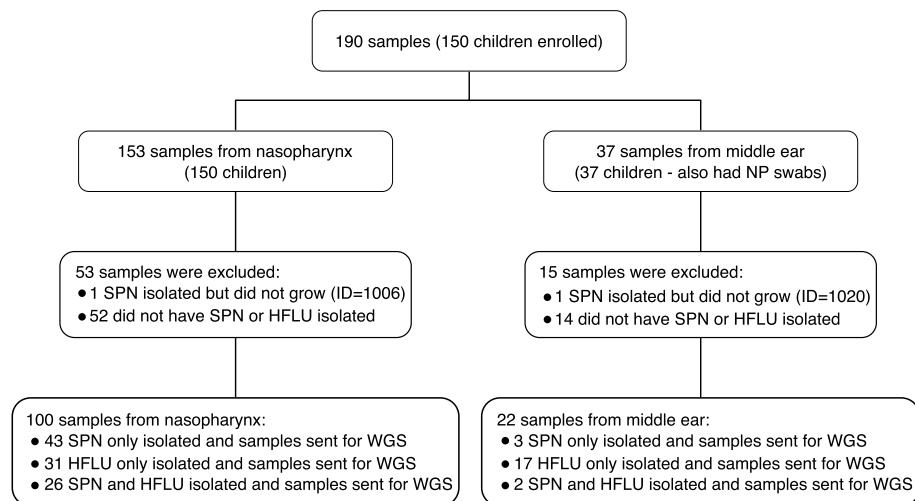 190 samples (150 children enrolled)
153 samples from nasopharynx
(150 children)
37 samples from middle ear
(37 children - also had NP swabs)
53 samples were excluded:
● 1 SPN isolated but did not grow (ID=1006)
● 52 did not have SPN or HFLU isolated
15 samples were excluded:
● 1 SPN isolated but did not grow (ID=1020)
● 14 did not have SPN or HFLU isolated
100 samples from nasopharynx:
● 43 SPN only isolated and samples sent for WGS
● 31 HFLU only isolated and samples sent for WGS
● 26 SPN and HFLU isolated and samples sent for WGS
22 samples from middle ear:
● 3 SPN only isolated and samples sent for WGS
● 17 HFLU only isolated and samples sent for WGS
● 2 SPN and HFLU isolated and samples sent for WGS